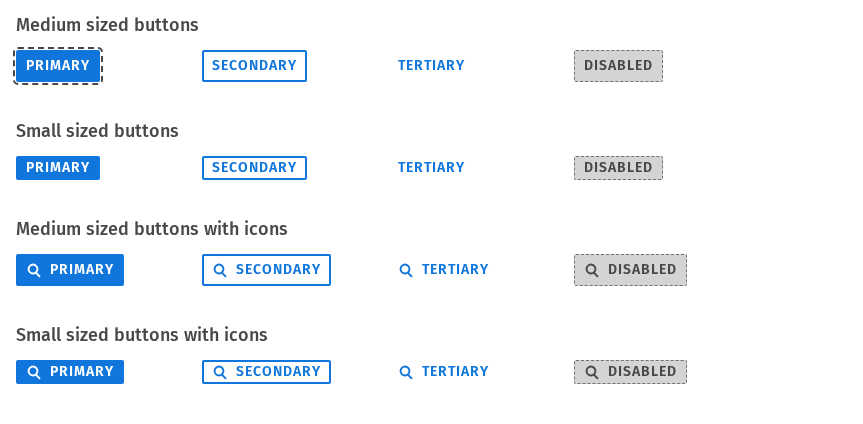 Medium sized buttons
PRIMARY SECONDARY TERTIARY DISABLED
Small sized buttons
PRIMARY SECONDARY TERTIARY DISABLED
Medium sized buttons with icons
PRIMARY SECONDARY TERTIARY DISABLED
Small sized buttons with icons
PRIMARY SECONDARY TERTIARY DISABLED